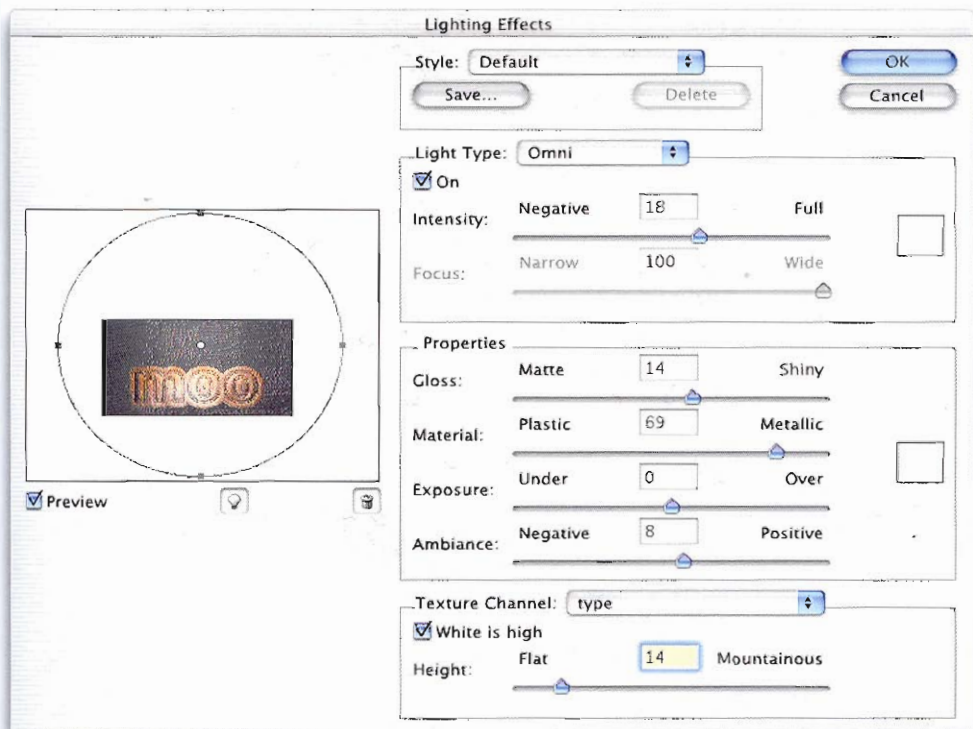 Lighting Effects
Style: Default
OK
Save...
Delete
Cancel
Light Type: Omni
On
Intensity: Negative 18 Full
Focus: Narrow 100 Wide
moo
Preview
Properties
Gloss: Matte 14 Shiny
Material: Plastic 69 Metallic
Exposure: Under 0 Over
Ambiance: Negative 8 Positive
Texture Channel: type
White is high
Height: Flat 14 Mountainous